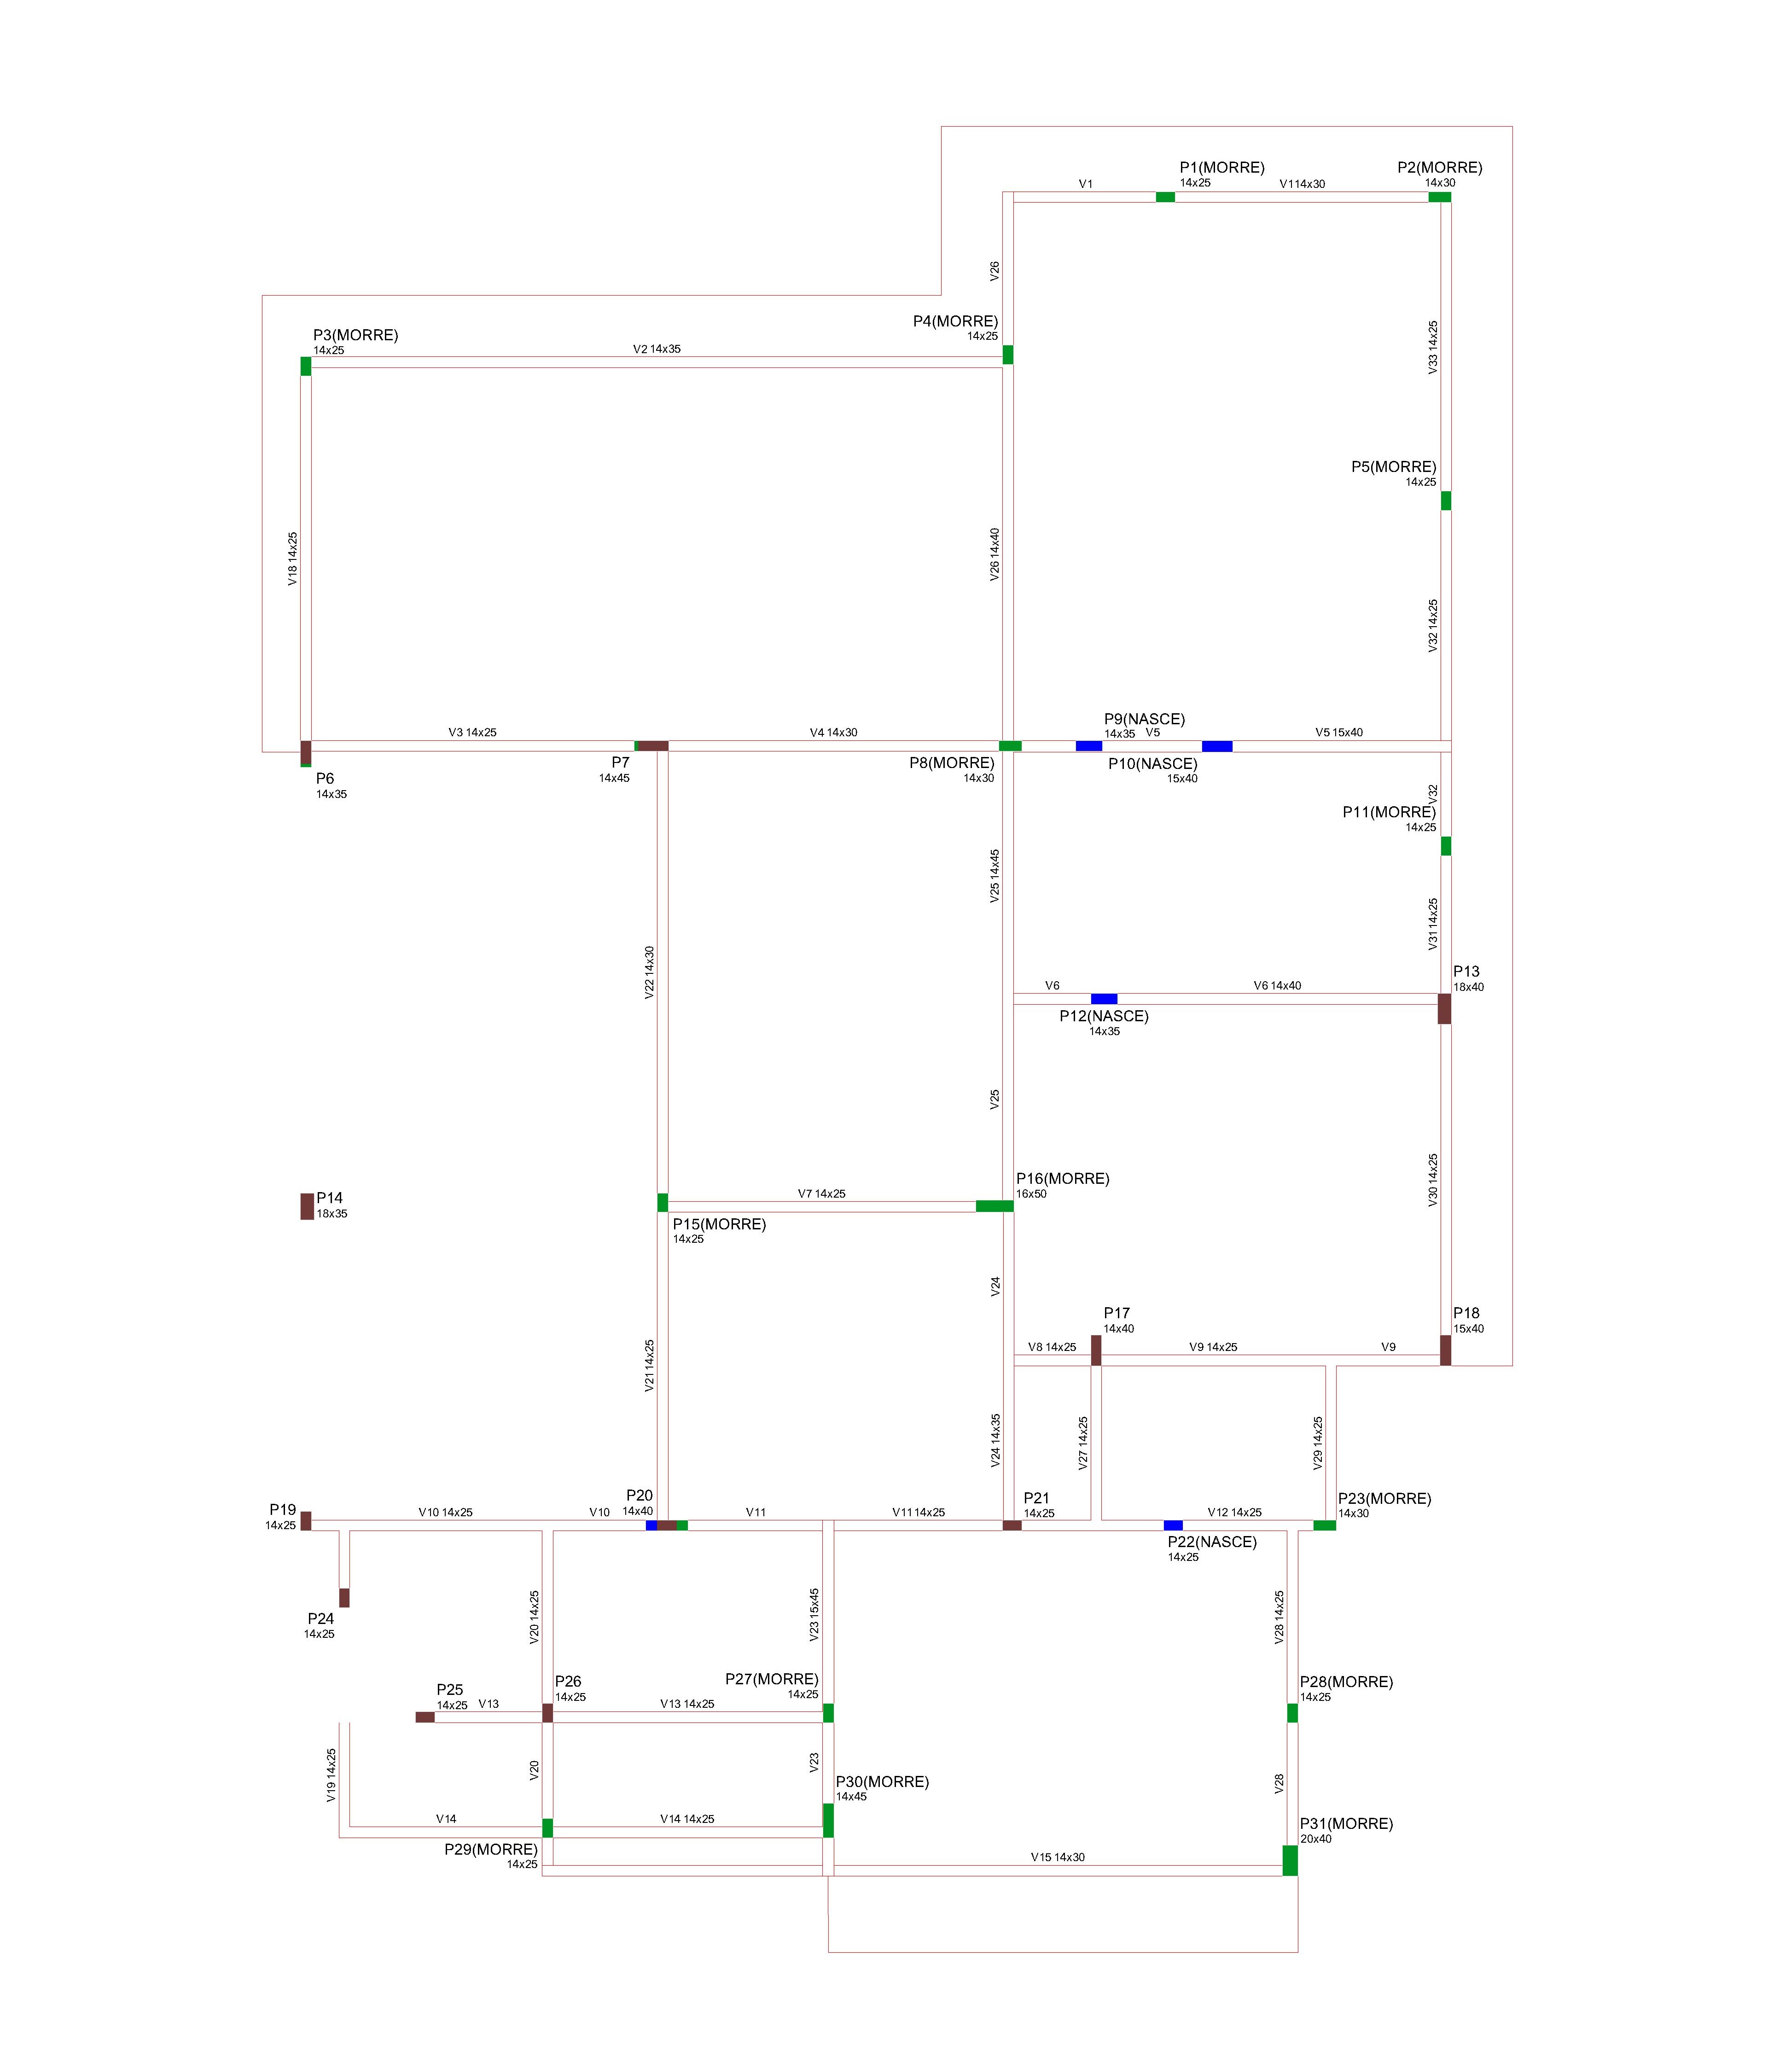 P1(MORRE)
14x25
V1
V114x30
P2(MORRE)
14x30
V26
P4(MORRE)
14x25
P3(MORRE)
14x25
V2 14x35
V33 14x25
P5(MORRE)
14x25
V18 14x25
V26 14x40
V32 14x25
V3 14x25
V4 14x30
P9(NASCE)
14x35
V5
V5 15x40
P7
14x45
P8(MORRE)
14x30
P10(NASCE)
15x40
P6
14x35
V32
P11(MORRE)
14x25
V25 14x45
V31 14x25
V22 14x30
P13
18x40
V6
V6 14x40
P12(NASCE)
14x35
V25
V30 14x25
P14
18x35
V7 14x25
P16(MORRE)
16x50
P15(MORRE)
14x25
V24
P17
14x40
P18
15x40
V8 14x25
V9 14x25
V9
V21 14x25
V24 14x35
V27 14x25
V29 14x25
P19
14x25
V10 14x25
V10
P20
14x40
V11
V11 14x25
P21
14x25
V12 14x25
P23(MORRE)
14x30
P22(NASCE)
14x25
P24
14x25
V20 14x25
V23 15x45
V28 14x25
P25
14x25
V13
P26
14x25
V13 14x25
P27(MORRE)
14x25
P28(MORRE)
14x25
V19 14x25
V20
V23
V28
P30(MORRE)
14x45
V14
V14 14x25
P31(MORRE)
20x40
P29(MORRE)
14x25
V15 14x30